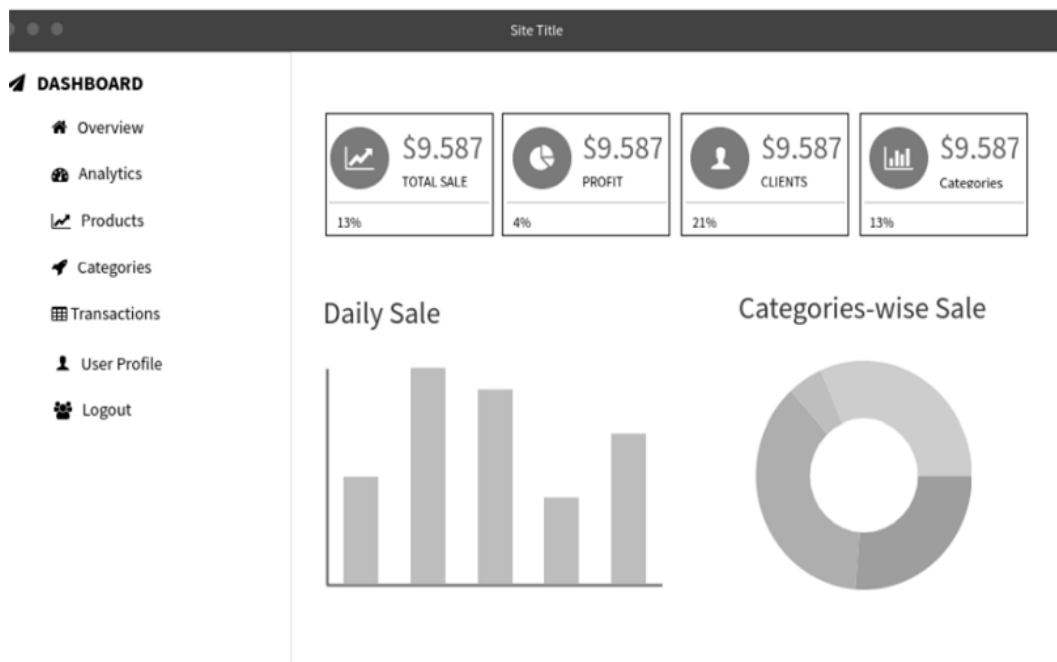 Site Title
DASHBOARD
Overview
Analytics
Products
Categories
Transactions
User Profile
Logout
$9.587
TOTAL SALE
13%
$9.587
PROFIT
4%
$9.587
CLIENTS
21%
$9.587
Categories
13%
Daily Sale
Categories-wise Sale